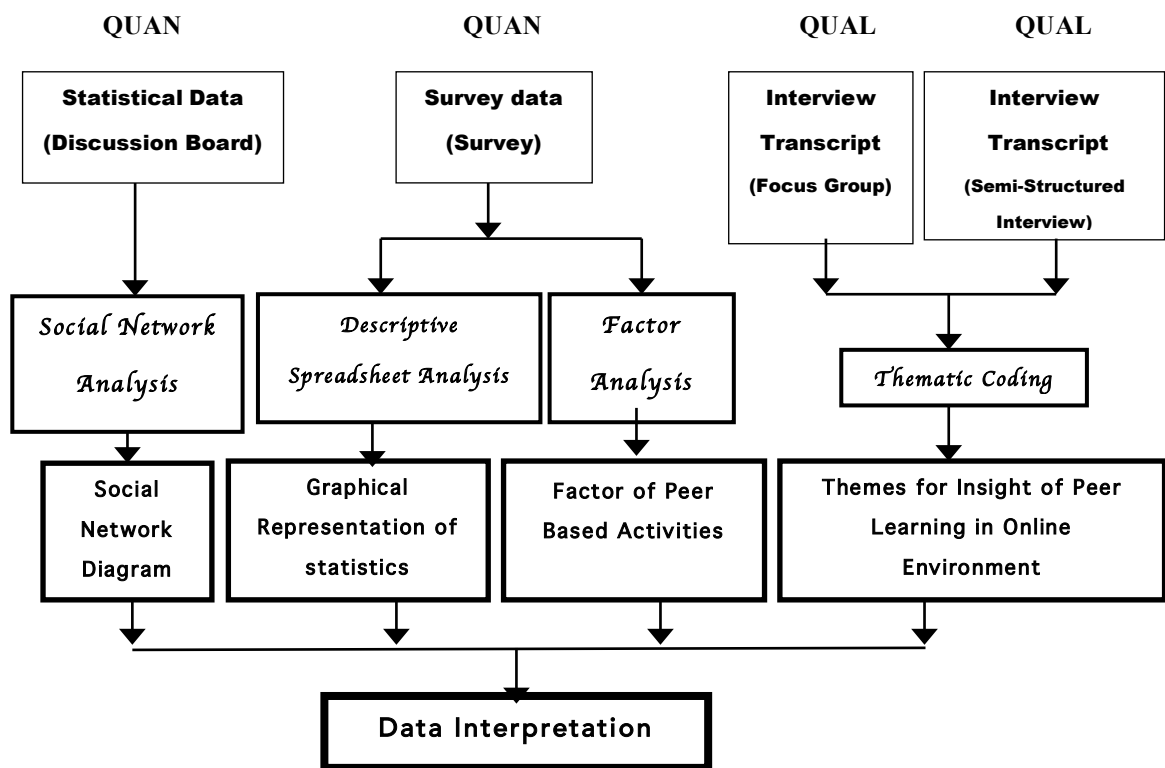 QUAN
QUAN
QUAL
QUAL
Statistical Data
(Discussion Board)
Survey data
(Survey)
Interview
Transcript
(Focus Group)
Interview
Transcript
(Semi-Structured
Interview)
Social Network
Analysis
Descriptive
Spreadsheet Analysis
Factor
Analysis
Thematic Coding
Social
Network
Diagram
Graphical
Representation of
statistics
Factor of Peer
Based Activities
Themes for Insight of Peer
Learning in Online
Environment
Data Interpretation